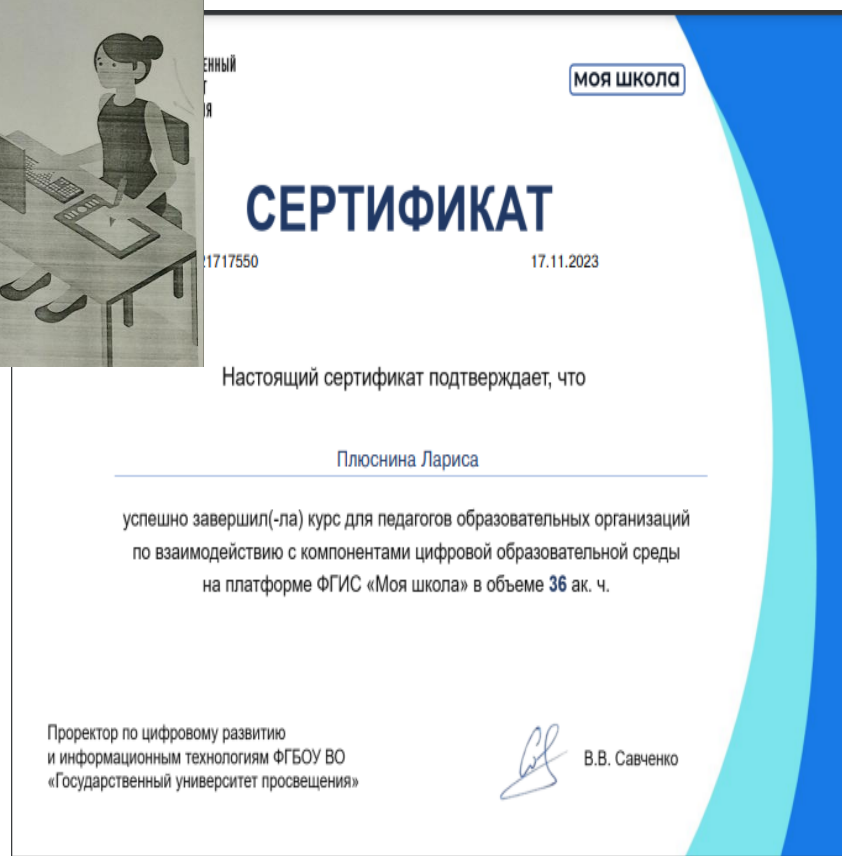 моя школа
СЕРТИФИКАТ
17.11.2023
Настоящий сертификат подтверждает, что
Плюснина Лариса
успешно завершил(-ла) курс для педагогов образовательных организаций
по взаимодействию с компонентами цифровой образовательной среды
на платформе ФГИС «Моя школа» в объеме 36 ак. ч.
Проректор по цифровому развитию
и информационным технологиям ФГБОУ ВО
«Государственный университет просвещения»
В.В. Савченко